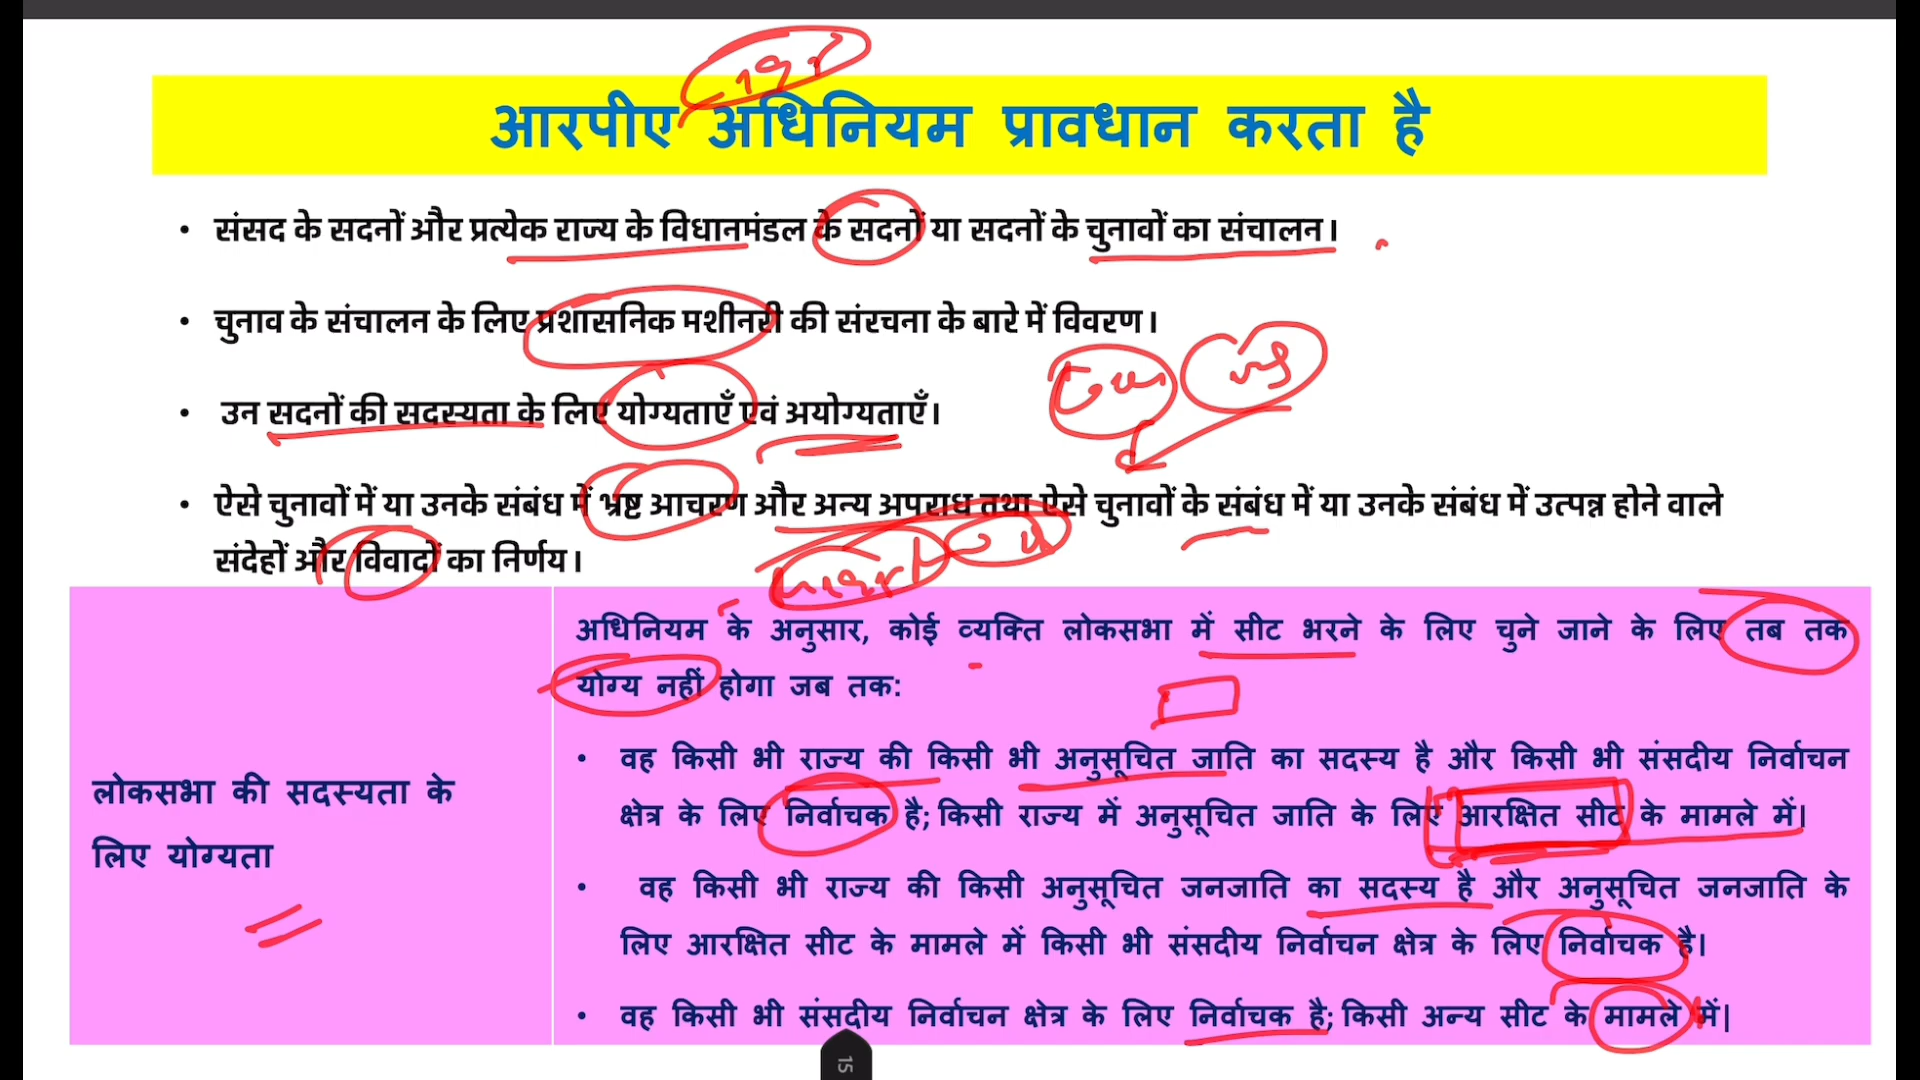 आरपीए अधिनियम प्रावधान करता है
• संसद के सदनों और प्रत्येक राज्य के विधानमंडल के सदनों या सदनों के चुनावों का संचालन।
• चुनाव के संचालन के लिए प्रशासनिक मशीनरी की संरचना के बारे में विवरण।
• उन सदनों की सदस्यता के लिए योग्यताएँ एवं अयोग्यताएँ।
• ऐसे चुनावों में या उनके संबंध में भ्रष्ट आचरण और अन्य अपराध तथा ऐसे चुनावों के संबंध में या उनके संबंध में उत्पन्न होने वाले
संदेहों और विवादों का निर्णय।
लोकसभा की सदस्यता के
लिए योग्यता
अधिनियम के अनुसार, कोई व्यक्ति लोकसभा में सीट भरने के लिए चुने जाने के लिए तब तक
योग्य नहीं होगा जब तक:
• वह किसी भी राज्य की किसी भी अनुसूचित जाति का सदस्य है और किसी भी संसदीय निर्वाचन
क्षेत्र के लिए निर्वाचक है; किसी राज्य में अनुसूचित जाति के लिए आरक्षित सीट के मामले में।
• वह किसी भी राज्य की किसी अनुसूचित जनजाति का सदस्य है और अनुसूचित जनजाति के
लिए आरक्षित सीट के मामले में किसी भी संसदीय निर्वाचन क्षेत्र के लिए निर्वाचक है।
• वह किसी भी संसदीय निर्वाचन क्षेत्र के लिए निर्वाचक है; किसी अन्य सीट के मामले में|
15